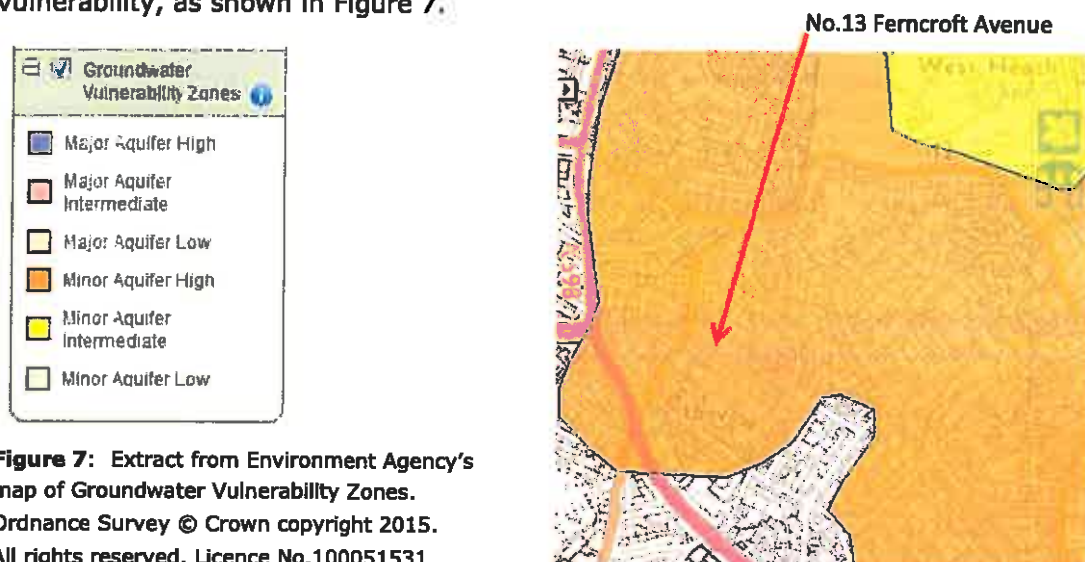 vulnerability, as shown in Figure 7.
No.13 Ferncroft Avenue
Groundwater
Vulnerability Zones
Major Aquifer High
Major Aquifer
Intermediate
Major Aquifer Low
Minor Aquifer High
Minor Aquifer
Intermediate
Minor Aquifer Low
West Heath
Figure 7: Extract from Environment Agency's
map of Groundwater Vulnerability Zones.
Ordnance Survey © Crown copyright 2015.
All rights reserved. Licence No.100051531